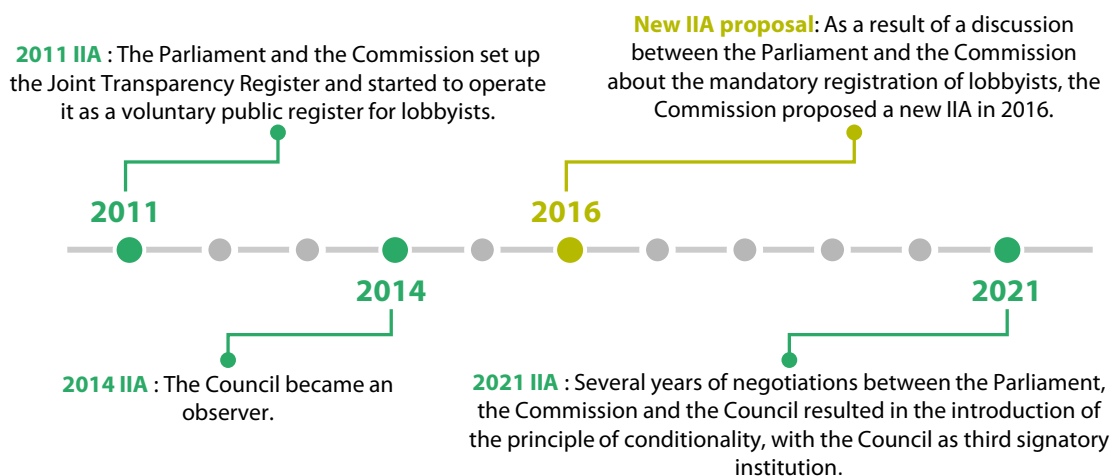 2011 IIA : The Parliament and the Commission set up
the Joint Transparency Register and started to operate
it as a voluntary public register for lobbyists.
New IIA proposal: As a result of a discussion
between the Parliament and the Commission
about the mandatory registration of lobbyists, the
Commission proposed a new IIA in 2016.
2011
2016
2014
2021
2014 IIA : The Council became an
observer.
2021 IIA : Several years of negotiations between the Parliament,
the Commission and the Council resulted in the introduction of
the principle of conditionality, with the Council as third signatory
institution.